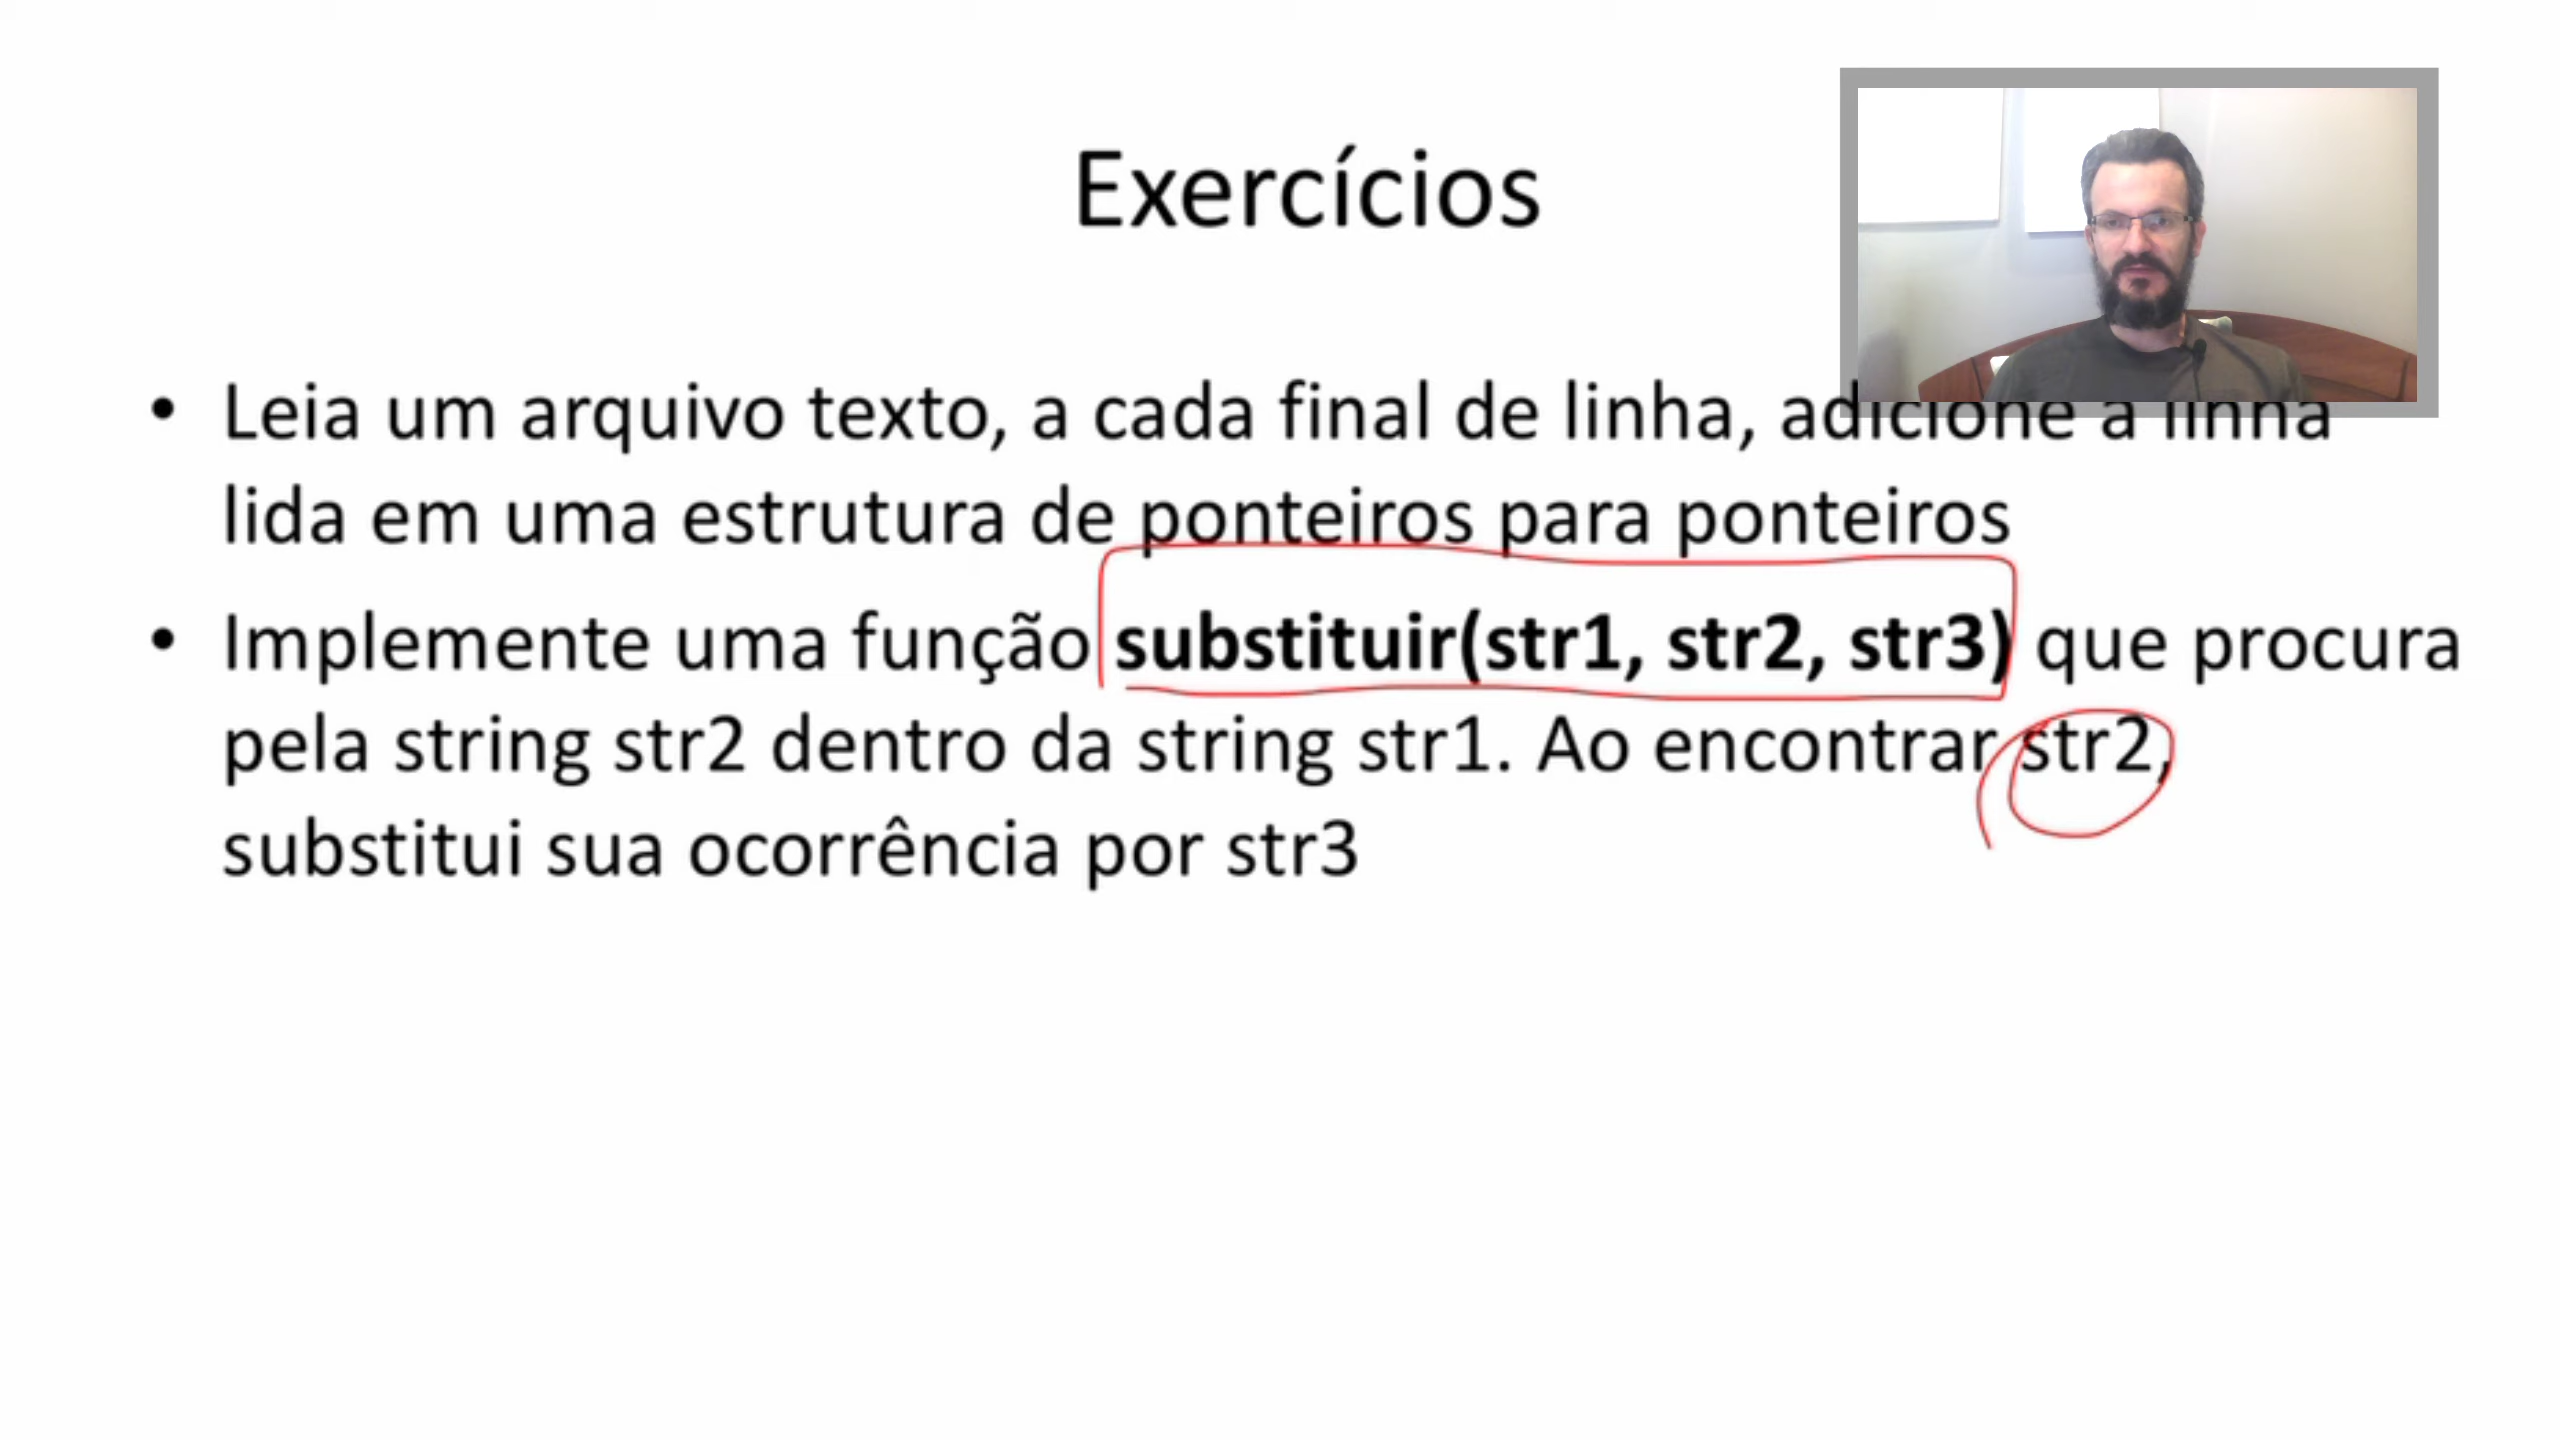 Exercícios
• Leia um arquivo texto, a cada final de linha, adicione a linha
lida em uma estrutura de ponteiros para ponteiros
• Implemente uma função substituir(str1, str2, str3) que procura
pela string str2 dentro da string str1. Ao encontrar str2,
substitui sua ocorrência por str3